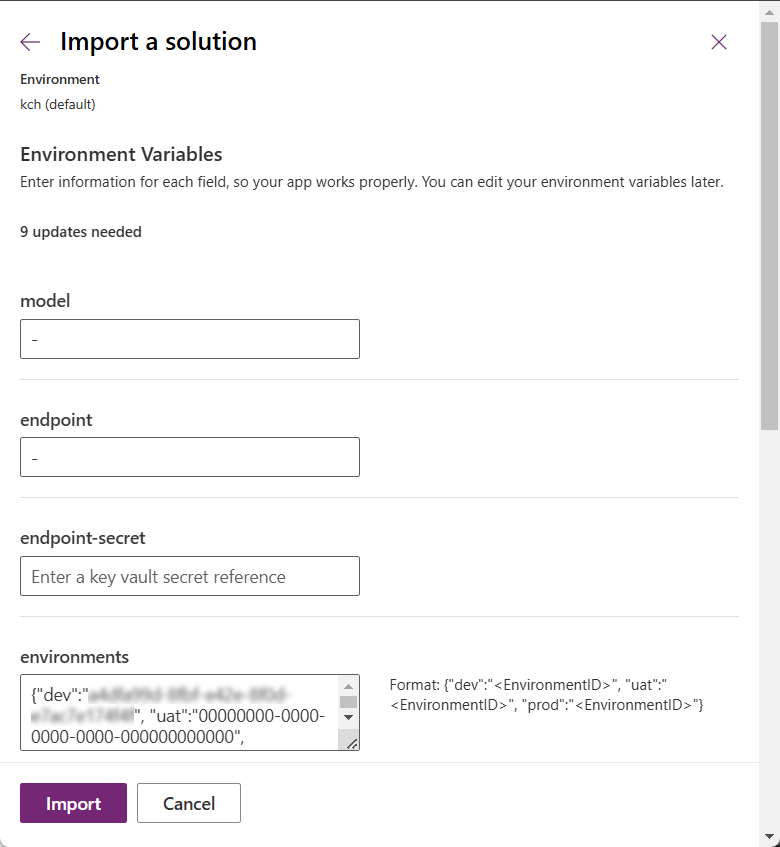 Import a solution
Environment
kch (default)
Environment Variables
Enter information for each field, so your app works properly. You can edit your environment variables later.
9 updates needed
model
-
endpoint
-
endpoint-secret
Enter a key vault secret reference
environments
{"dev":"
", "uat":"00000000-0000-
0000-0000-000000000000",
Format: {"dev":"<EnvironmentID>", "uat":"
<EnvironmentID>", "prod":"<EnvironmentID>"}
Import
Cancel